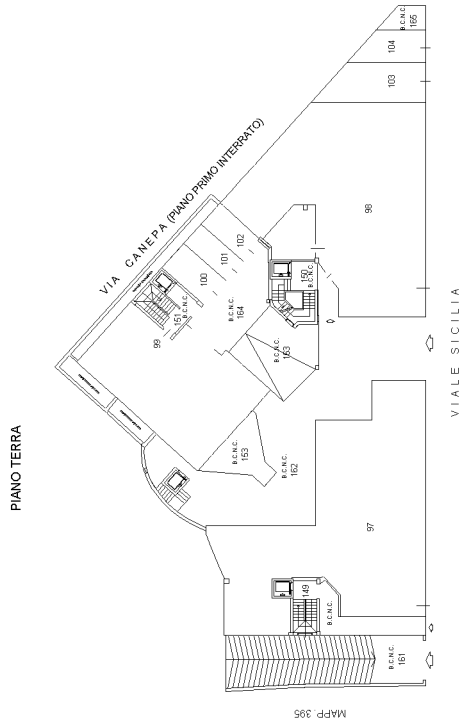 PIANO TERRA
VIA CANEPA (PIANO PRIMO INTERRATO)
VIALE SICILIA
MAPP. 395
B.C.N.C.
165
104
103
98
102
101
100
B.C.N.C.
164
99
151
B.C.N.C.
150
B.C.N.C.
B.C.N.C.
163
B.C.N.C.
153
B.C.N.C.
162
97
149
B.C.N.C.
B.C.N.C.
161